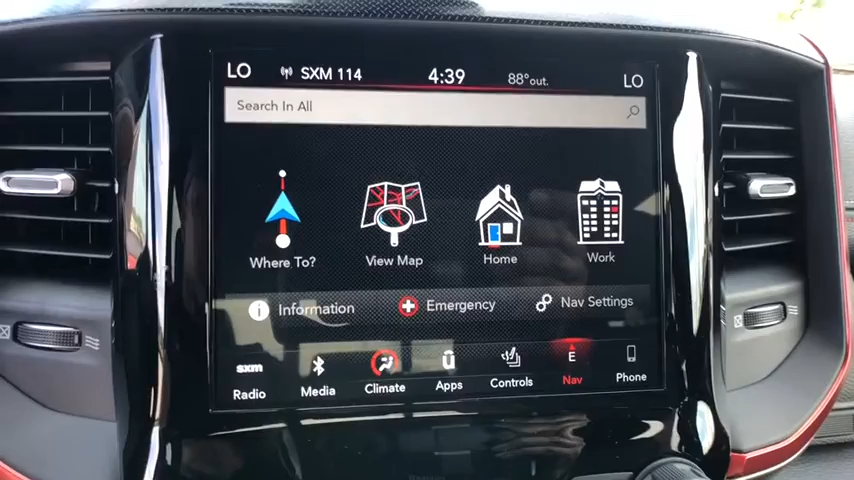 LO SXM 114 4:39 88°out. LO
Search In All
Where To? View Map Home Work
Information Emergency Nav Settings
sxm E
Radio Media Climate Apps Controls Nav Phone